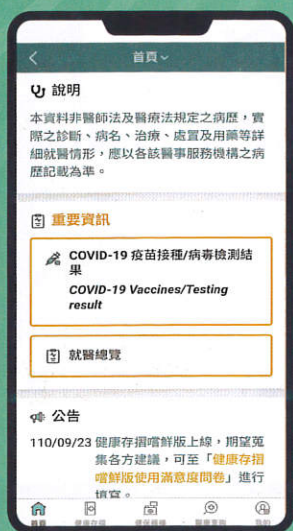 首頁
說明
本資料非醫師法及醫療法規定之病歷，實
際之診斷、病名、治療、處置及用藥等詳
細就醫情形，應以各該醫事服務機構之病
歷記載為準。
重要資訊
COVID-19 疫苗接種/病毒檢測結
果
COVID-19 Vaccines/Testing
result
就醫總覽
公告
110/09/23 健康存摺嚐鮮版上線，期望蒐
集各方建議，可至「健康存摺
嚐鮮版使用滿意度問卷」進行
填寫。
首頁